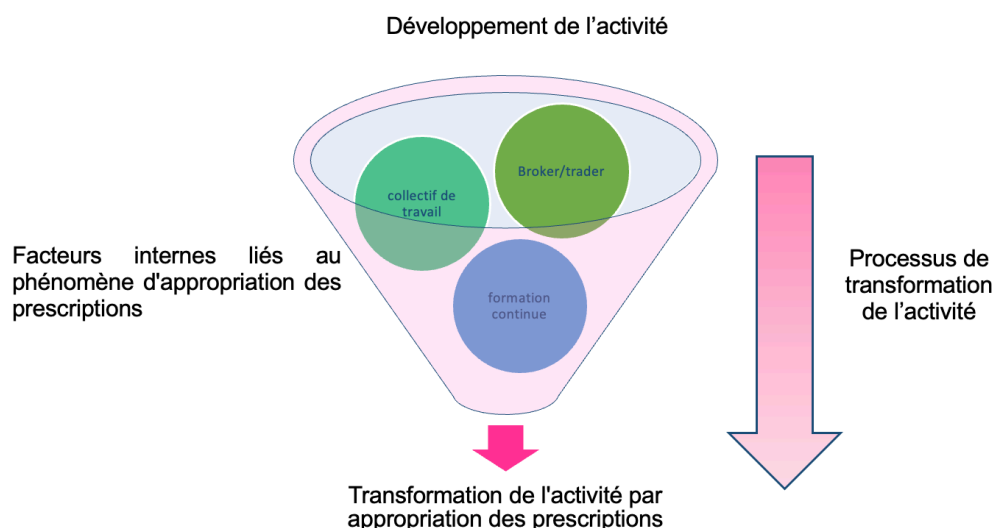 Développement de l’activité
collectif de
travail
Broker/trader
formation
continue
Facteurs internes liés au
phénomène d'appropriation des
prescriptions
Processus de
transformation
de l’activité
Transformation de l'activité par
appropriation des prescriptions